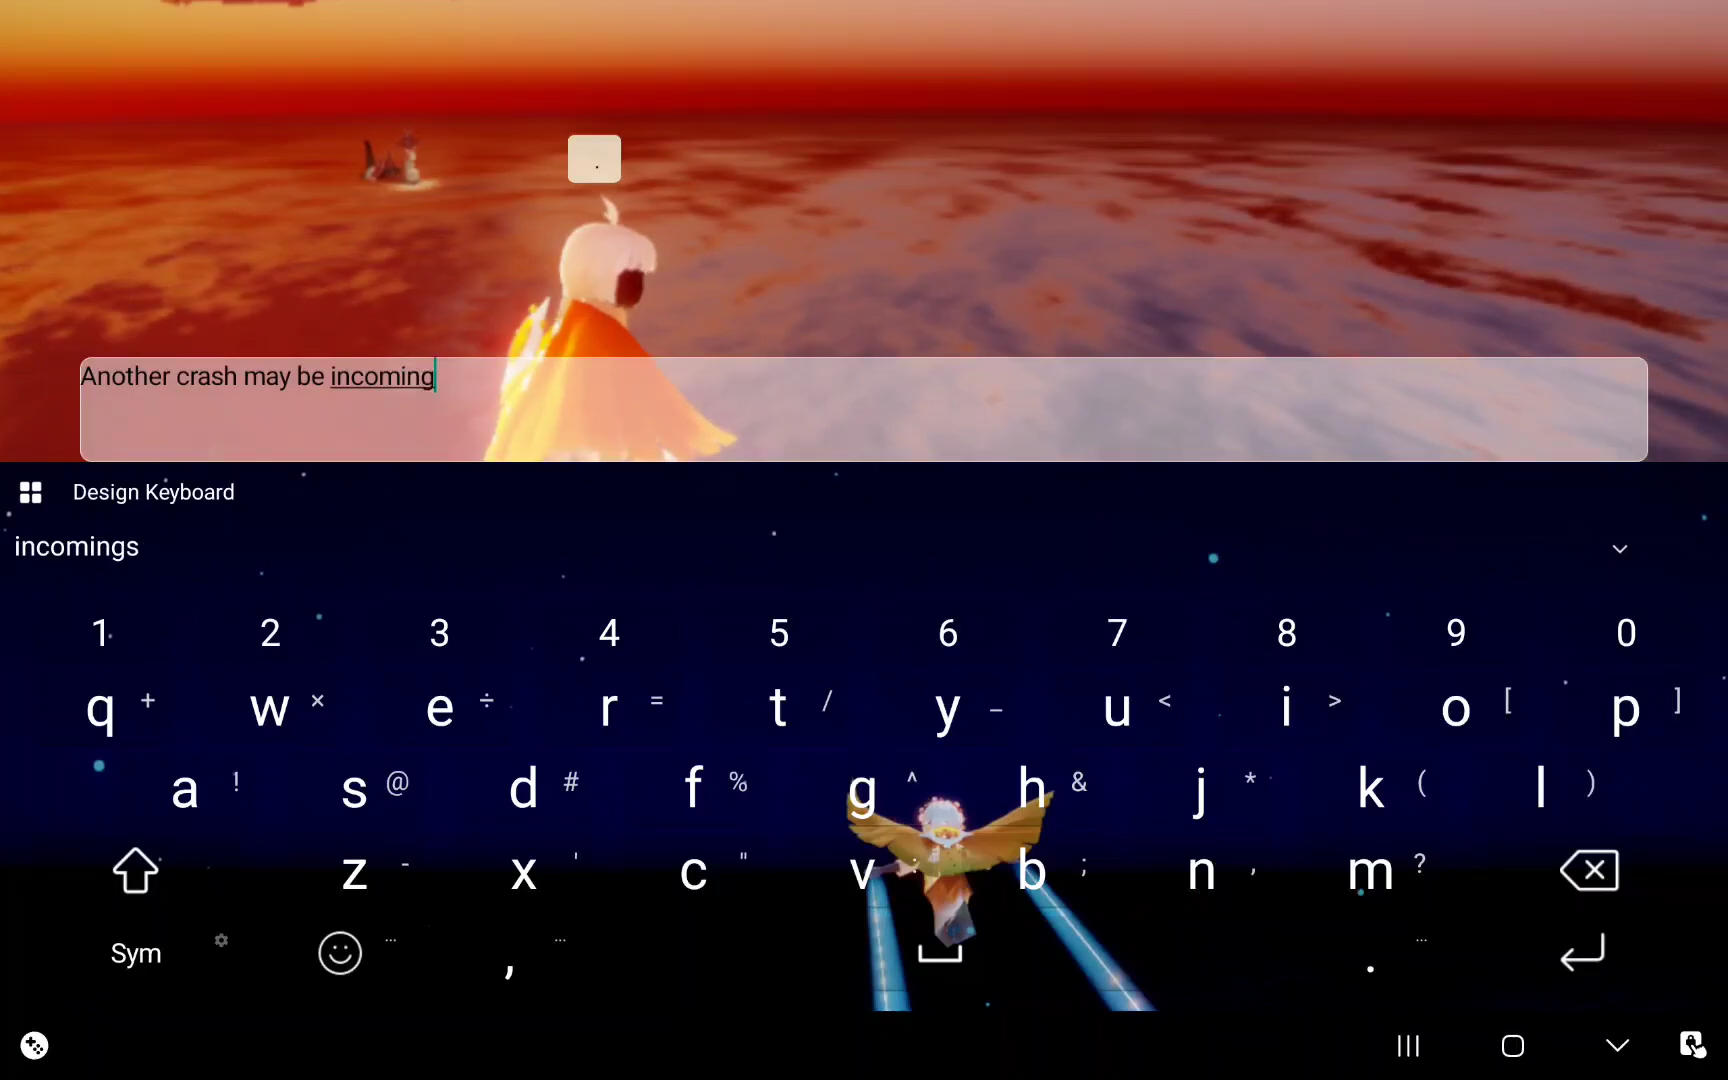 .
Another crash may be incoming
Design Keyboard
incomings
1 2 3 4 5 6 7 8 9 0
q + w × e ÷ r = t / y _ u < i > o [ p ]
a ! s @ d # f % g ^ h & j * k ( l )
z - x ' c " v : b ; n , m ?
Sym , ... ... . ...